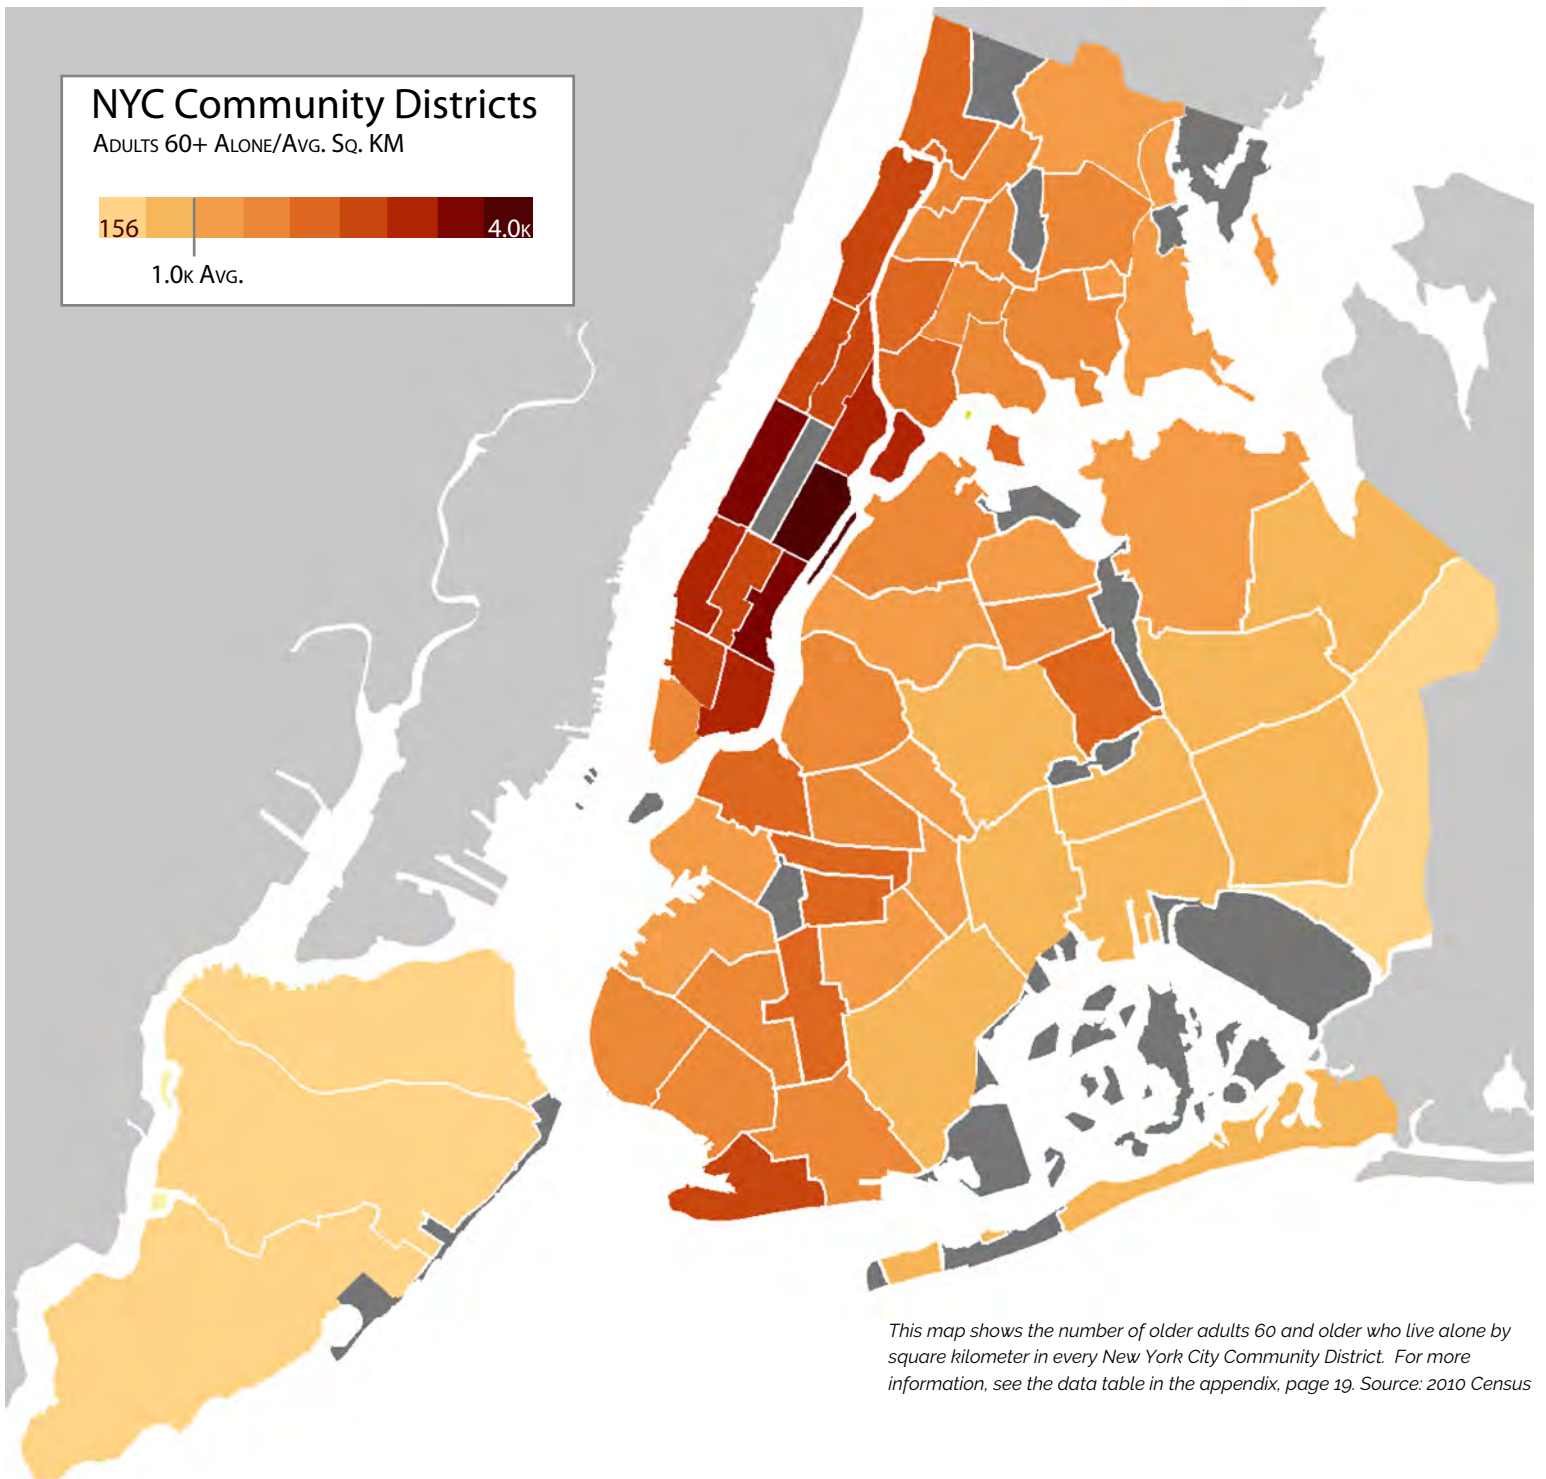 NYC Community Districts
Adults 60+ Alone/Avg. Sq. KM
156
4.0K
1.0K Avg.
This map shows the number of older adults 60 and older who live alone by
square kilometer in every New York City Community District. For more
information, see the data table in the appendix, page 19. Source: 2010 Census